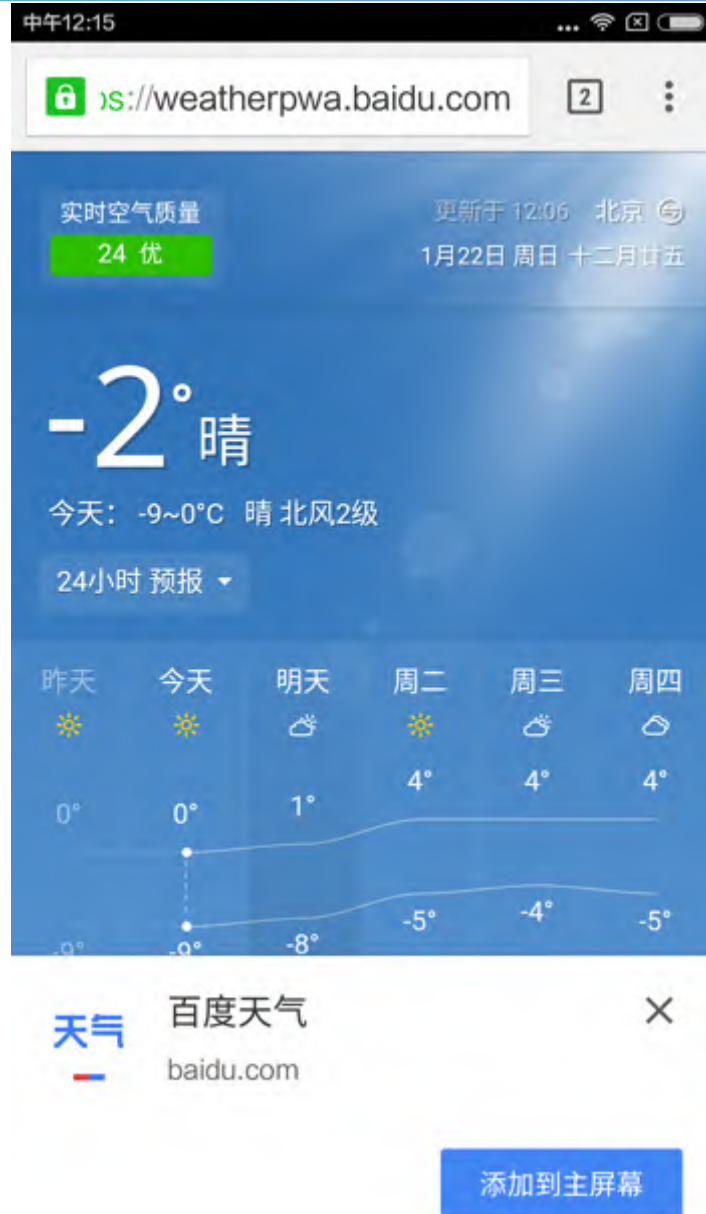 中午12:15
ps://weatherpwa.baidu.com 2
实时空气质量 更新于 12:06 北京
24 优 1月22日 周日 十二月廿五
-2° 晴
今天： -9~0°C 晴 北风2级
24小时 预报
昨天 今天 明天 周二 周三 周四
0° 0° 1° 4° 4° 4°
-9° -9° -8° -5° -4° -5°
天气 百度天气
baidu.com
添加到主屏幕